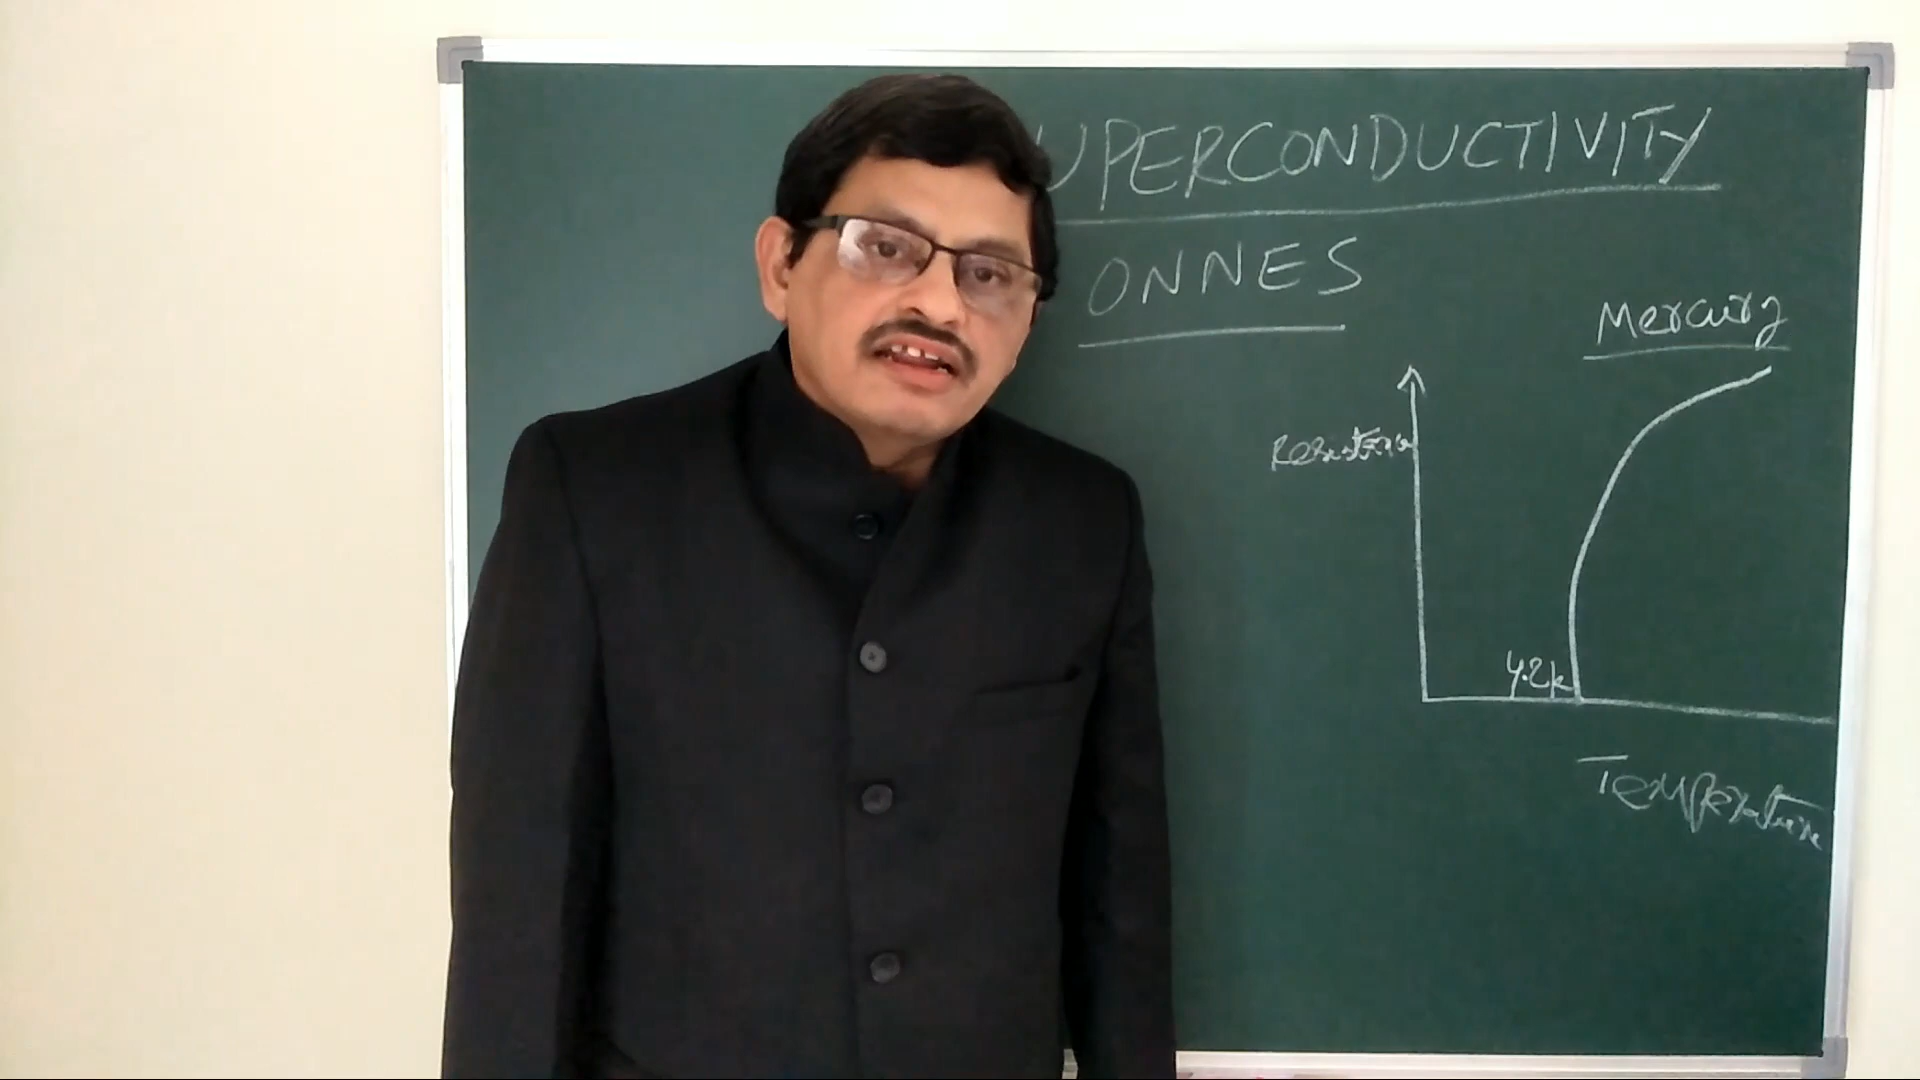 UPERCONDUCTIVITY
ONNES
Mercury
Resistance
4.2k
Temperature